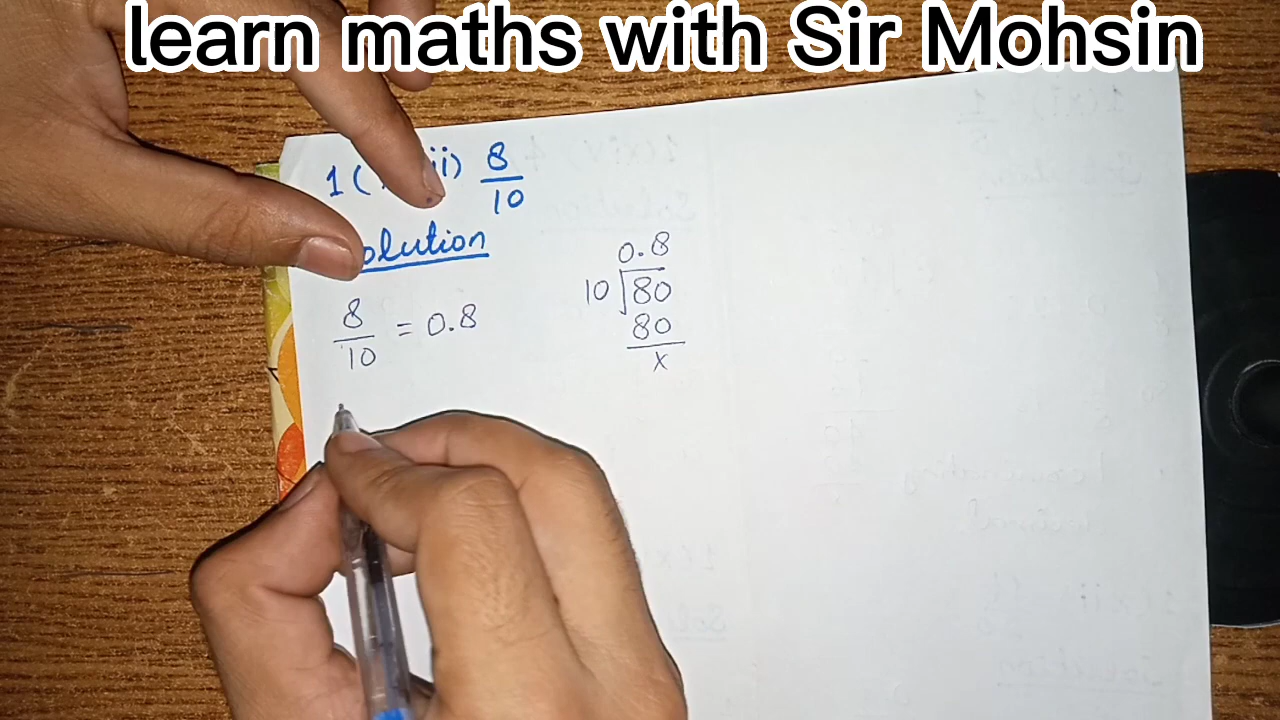 learn maths with Sir Mohsin
1 ( ii) 8/10
olution
8/10 = 0.8
0.8
10 80
80
x